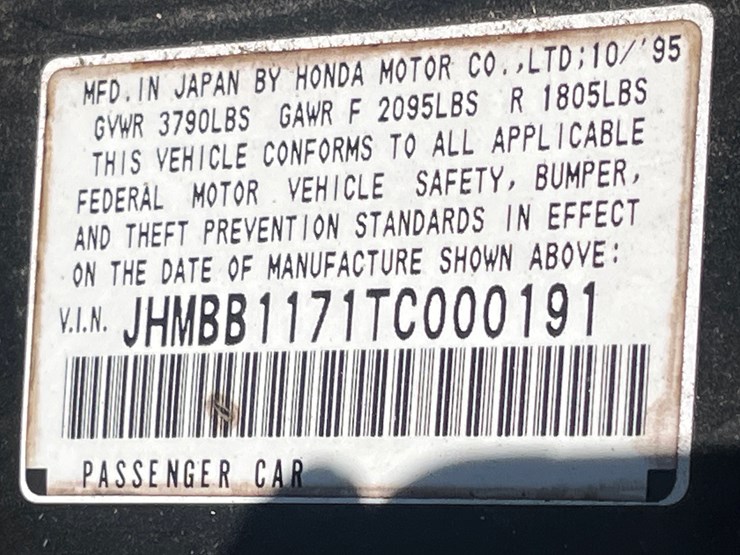 MFD. IN JAPAN BY HONDA MOTOR CO.,LTD;10/'95
GVWR 3790LBS GAWR F 2095LBS R 1805LBS
THIS VEHICLE CONFORMS TO ALL APPLICABLE
FEDERAL MOTOR VEHICLE SAFETY, BUMPER,
AND THEFT PREVENTION STANDARDS IN EFFECT
ON THE DATE OF MANUFACTURE SHOWN ABOVE:
V.I.N. JHMBB1171TC000191
PASSENGER CAR